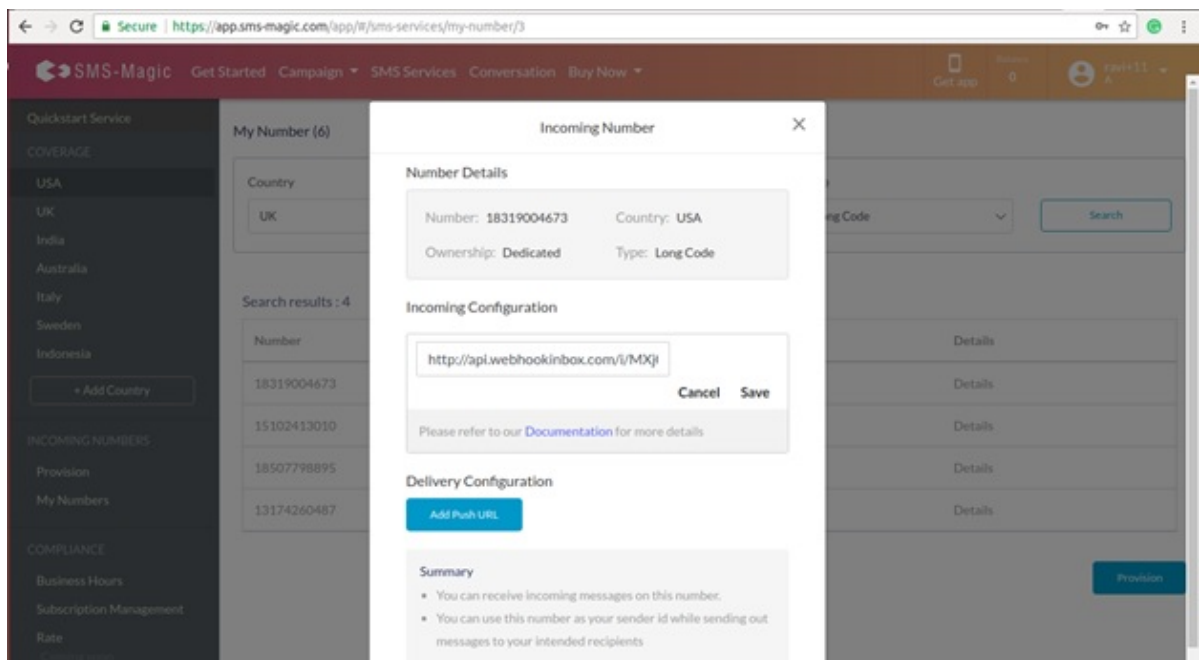 Secure | https://app.sms-magic.com/app/#/sms-services/my-number/3
SMS-Magic Get Started Campaign SMS Services Conversation Buy Now Get app 0 ravi+11 A
Quickstart Service
COVERAGE
USA
UK
India
Australia
Italy
Sweden
Indonesia
+ Add Country
INCOMING NUMBERS
Provision
My Numbers
COMPLIANCE
Business Hours
Subscription Management
Rate
My Number (6)
Country
UK
ng Code
Search
Search results : 4
Number Details
18319004673 Details
15102413010 Details
18507798895 Details
13174260487 Details
Provision
Incoming Number
Number Details
Number: 18319004673 Country: USA
Ownership: Dedicated Type: Long Code
Incoming Configuration
http://api.webhookinbox.com/i/MXj
Cancel Save
Please refer to our Documentation for more details
Delivery Configuration
Add Push URL
Summary
• You can receive incoming messages on this number.
• You can use this number as your sender id while sending out
messages to your intended recipients